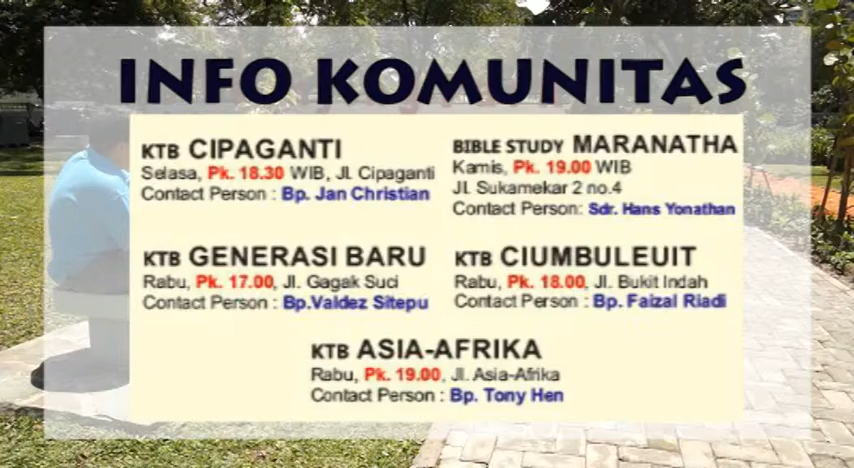 INFO KOMUNITAS
KTB CIPAGANTI
Selasa, Pk. 18.30 WIB, Jl. Cipaganti
Contact Person : Bp. Jan Christian
BIBLE STUDY MARANATHA
Kamis, Pk. 19.00 WIB
Jl. Sukamekar 2 no.4
Contact Person: Sdr. Hans Yonathan
KTB GENERASI BARU
Rabu, Pk. 17.00, Jl. Gagak Suci
Contact Person : Bp.Valdez Sitepu
KTB CIUMBULEUIT
Rabu, Pk. 18.00, Jl. Bukit Indah
Contact Person : Bp. Faizal Riadi
KTB ASIA-AFRIKA
Rabu, Pk. 19.00, Jl. Asia-Afrika
Contact Person : Bp. Tony Hen